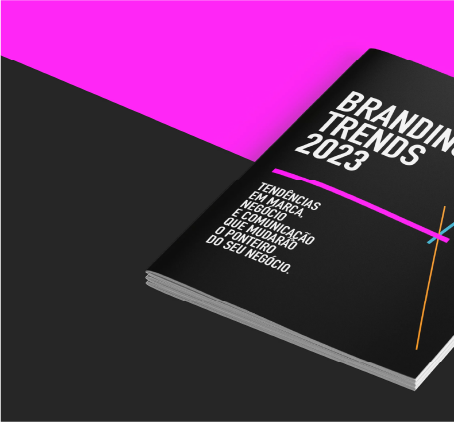 BRANDIN
TRENDS
2023
TENDÊNCIAS
EM MARCA,
NEGÓCIO
E COMUNICAÇÃO
QUE MUDARÃO
O PONTEIRO
DO SEU NEGÓCIO.